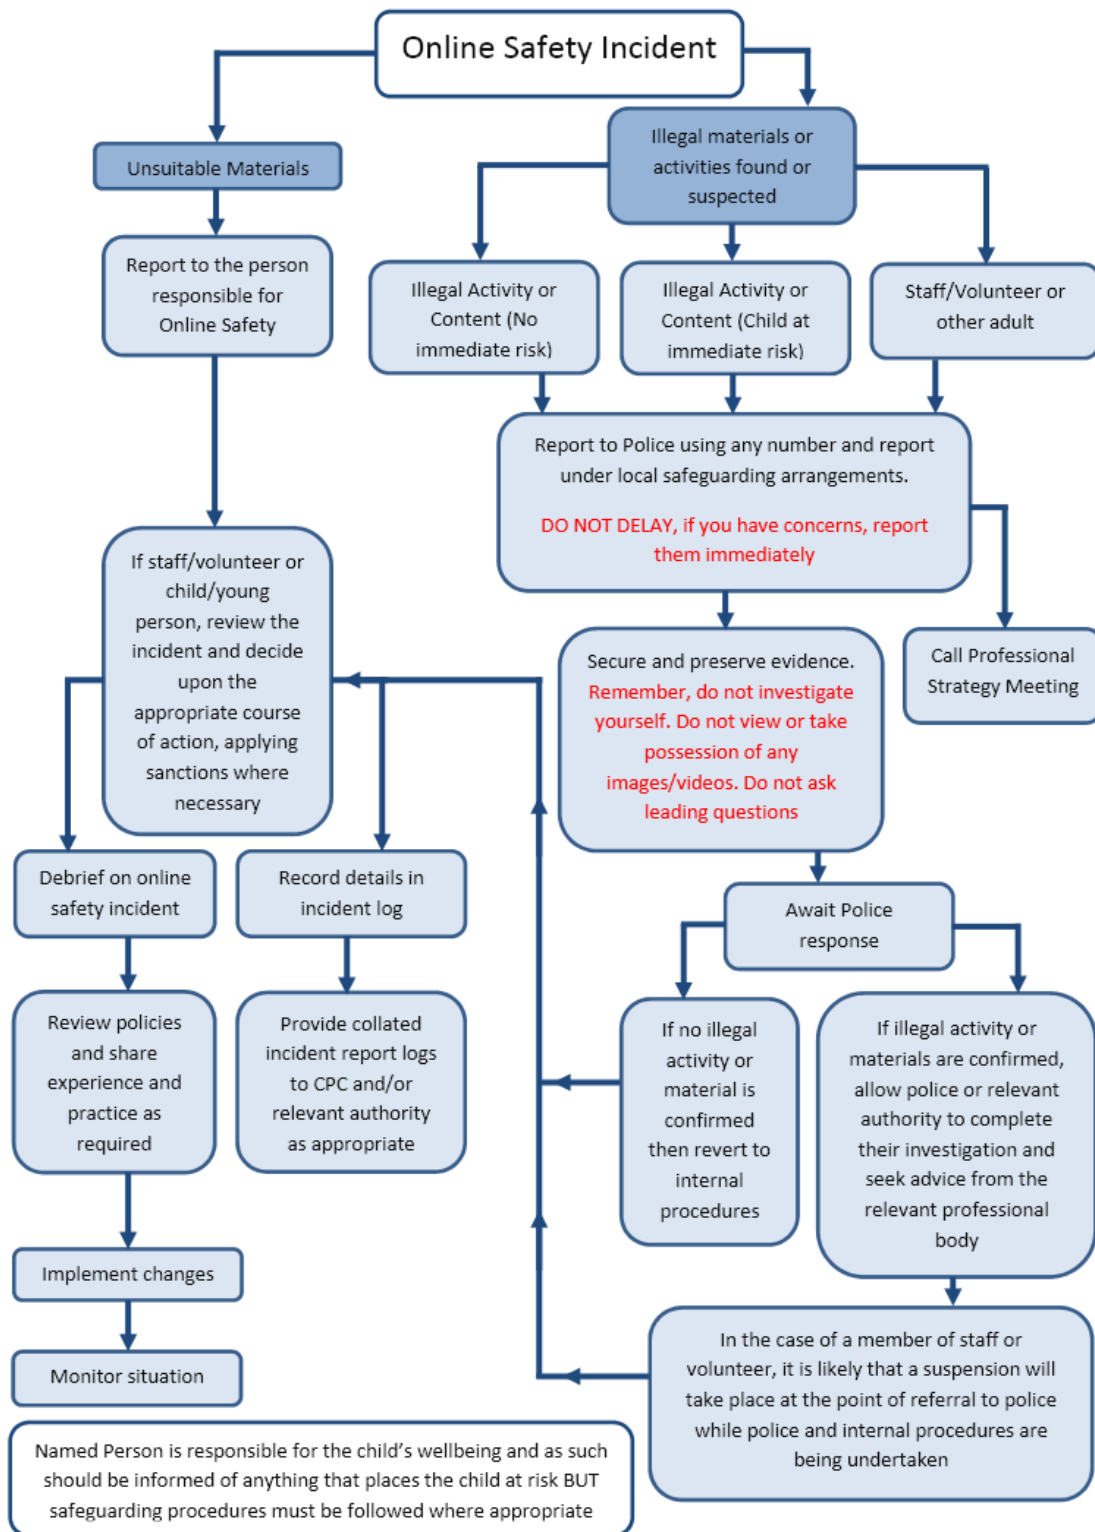 Online Safety Incident
Unsuitable Materials
Illegal materials or
activities found or
suspected
Report to the person
responsible for
Online Safety
Illegal Activity or
Content (No
immediate risk)
Illegal Activity or
Content (Child at
immediate risk)
Staff/Volunteer or
other adult
Report to Police using any number and report
under local safeguarding arrangements.
DO NOT DELAY, if you have concerns, report
them immediately
If staff/volunteer or
child/young
person, review the
incident and decide
upon the
appropriate course
of action, applying
sanctions where
necessary
Secure and preserve evidence.
Remember, do not investigate
yourself. Do not view or take
possession of any
images/videos. Do not ask
leading questions
Call Professional
Strategy Meeting
Debrief on online
safety incident
Record details in
incident log
Await Police
response
Review policies
and share
experience and
practice as
required
Provide collated
incident report logs
to CPC and/or
relevant authority
as appropriate
If no illegal
activity or
material is
confirmed
then revert to
internal
procedures
If illegal activity or
materials are confirmed,
allow police or relevant
authority to complete
their investigation and
seek advice from the
relevant professional
body
Implement changes
Monitor situation
In the case of a member of staff or
volunteer, it is likely that a suspension will
take place at the point of referral to police
while police and internal procedures are
being undertaken
Named Person is responsible for the child’s wellbeing and as such
should be informed of anything that places the child at risk BUT
safeguarding procedures must be followed where appropriate